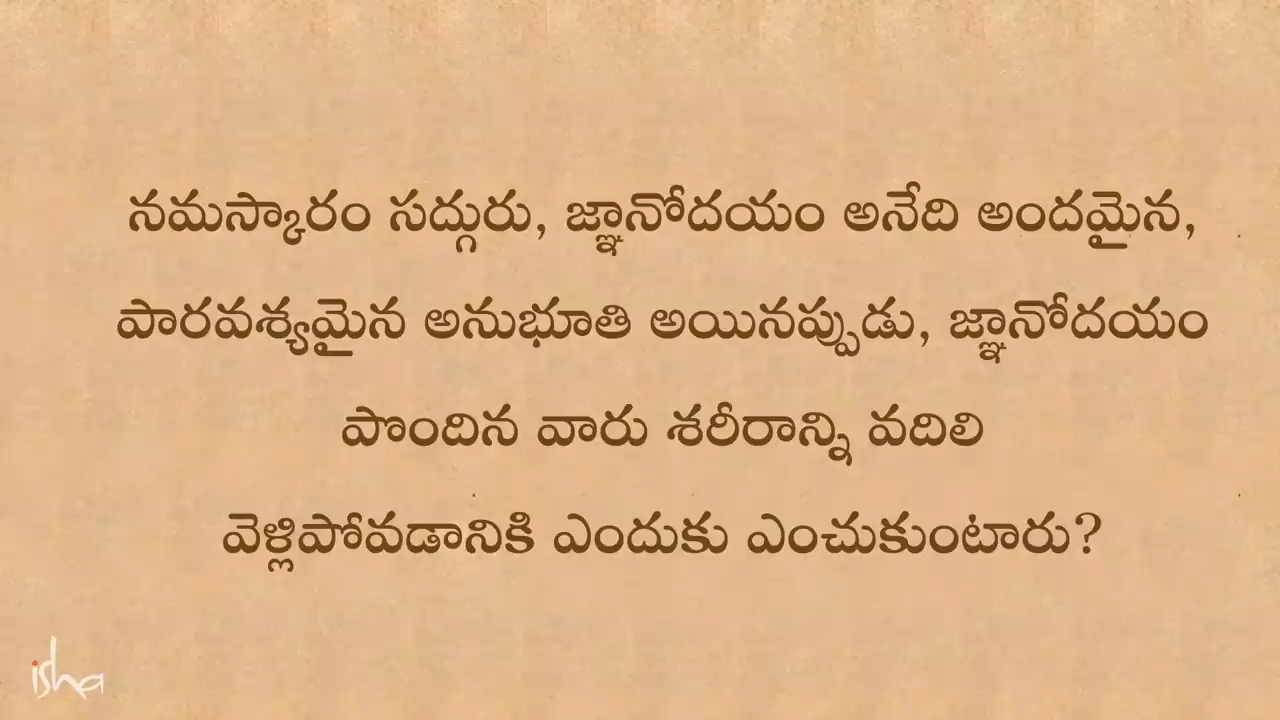 నమస్కారం సద్గురు, జ్ఞానోదయం అనేది అందమైన,
పారవశ్యమైన అనుభూతి అయినప్పుడు, జ్ఞానోదయం
పొందిన వారు శరీరాన్ని వదిలి
వెళ్లిపోవడానికి ఎందుకు ఎంచుకుంటారు?
isha